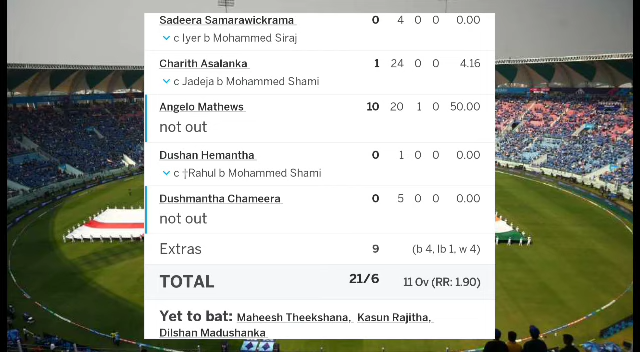 Sadeera Samarawickrama 0 4 0 0 0.00
c Iyer b Mohammed Siraj
Charith Asalanka 1 24 0 0 4.16
c Jadeja b Mohammed Shami
Angelo Mathews 10 20 1 0 50.00
not out
Dushan Hemantha 0 1 0 0 0.00
c †Rahul b Mohammed Shami
Dushmantha Chameera 0 5 0 0 0.00
not out
Extras 9 (b 4, lb 1, w 4)
TOTAL 21/6 11 Ov (RR: 1.90)
Yet to bat: Maheesh Theekshana, Kasun Rajitha,
Dilshan Madushanka